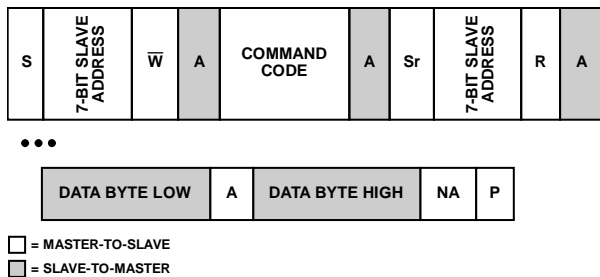 S 7-BIT SLAVE ADDRESS W̅ A COMMAND CODE A Sr 7-BIT SLAVE ADDRESS R A
•••
DATA BYTE LOW A DATA BYTE HIGH NA P
= MASTER-TO-SLAVE
= SLAVE-TO-MASTER